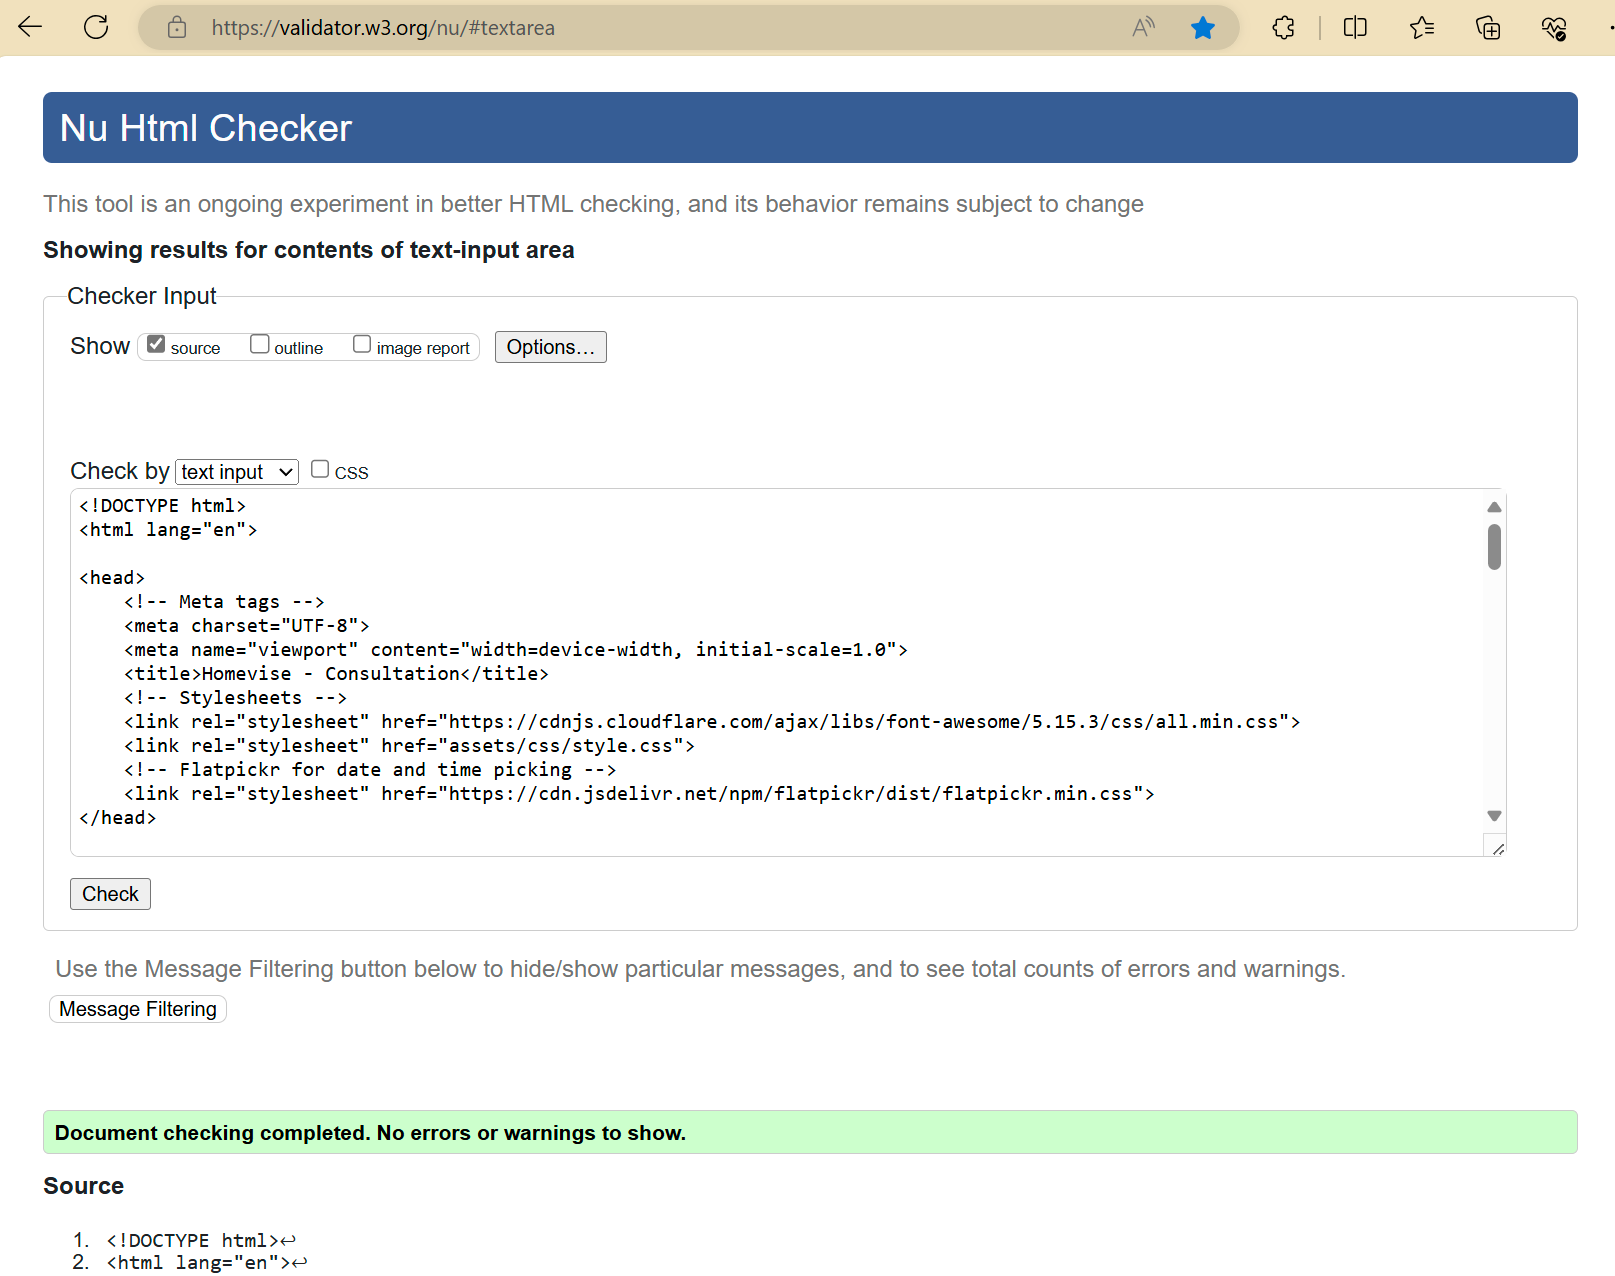 https://validator.w3.org/nu/#textarea
Nu Html Checker
This tool is an ongoing experiment in better HTML checking, and its behavior remains subject to change
Showing results for contents of text-input area
Checker Input
Show source outline image report Options...
Check by text input CSS
<!DOCTYPE html>
<html lang="en">
<head>
    <!-- Meta tags -->
    <meta charset="UTF-8">
    <meta name="viewport" content="width=device-width, initial-scale=1.0">
    <title>Homevise - Consultation</title>
    <!-- Stylesheets -->
    <link rel="stylesheet" href="https://cdnjs.cloudflare.com/ajax/libs/font-awesome/5.15.3/css/all.min.css">
    <link rel="stylesheet" href="assets/css/style.css">
    <!-- Flatpickr for date and time picking -->
    <link rel="stylesheet" href="https://cdn.jsdelivr.net/npm/flatpickr/dist/flatpickr.min.css">
</head>
Check
Use the Message Filtering button below to hide/show particular messages, and to see total counts of errors and warnings.
Message Filtering
Document checking completed. No errors or warnings to show.
Source
1. <!DOCTYPE html>↩
2. <html lang="en">↩